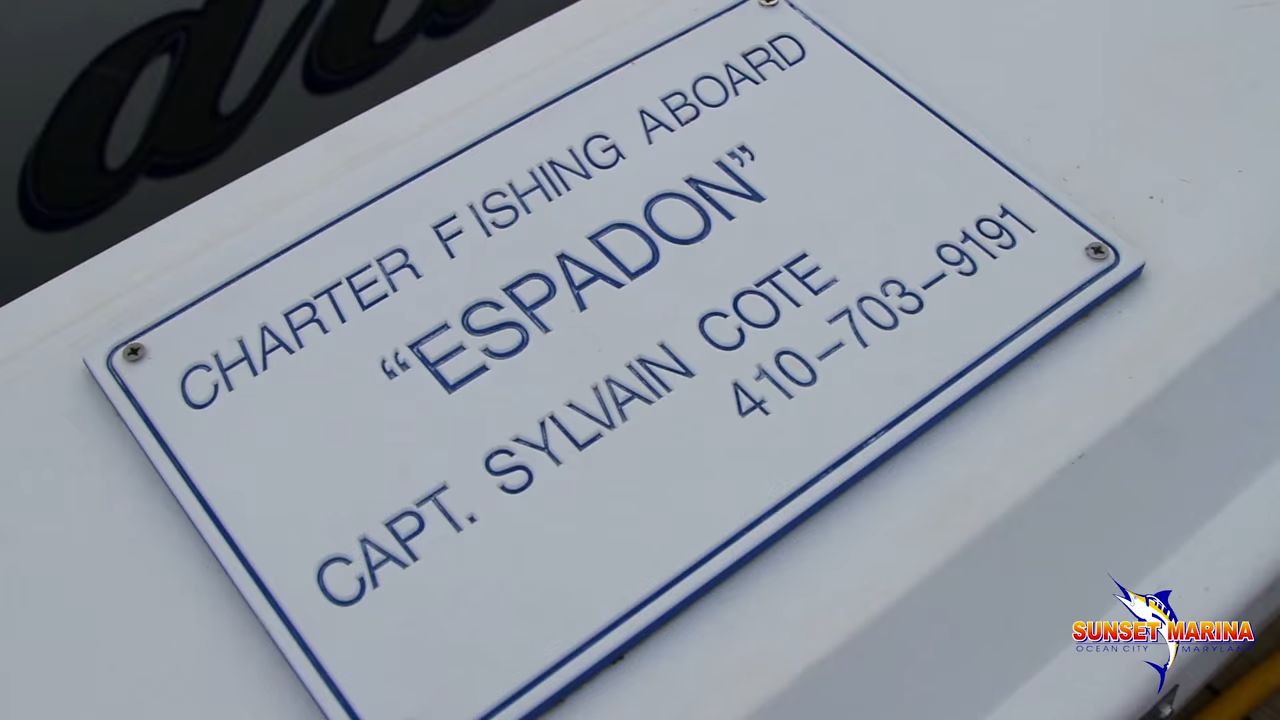 CHARTER FISHING ABOARD
“ESPADON”
CAPT. SYLVAIN COTE
410–703–9191
SUNSET MARINA
OCEAN CITY MARYLAND